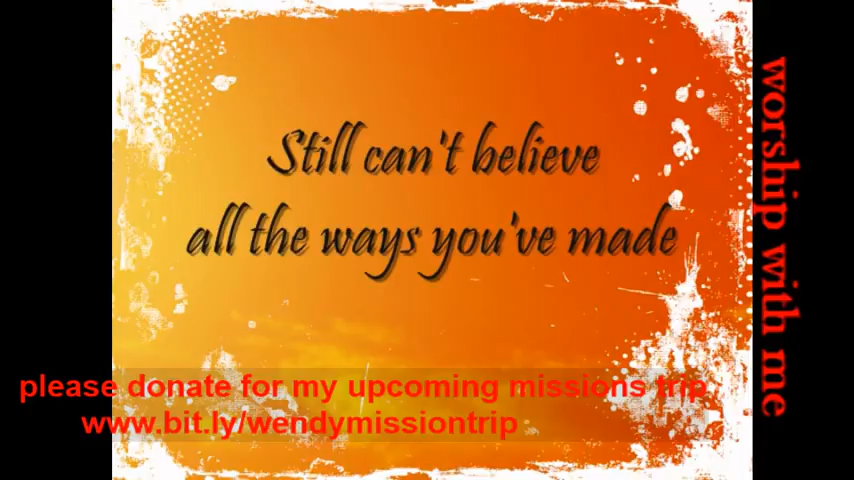 Still can't believe
all the ways you've made
please donate for my upcoming missions trip
www.bit.ly/wendymissiontrip
worship with me